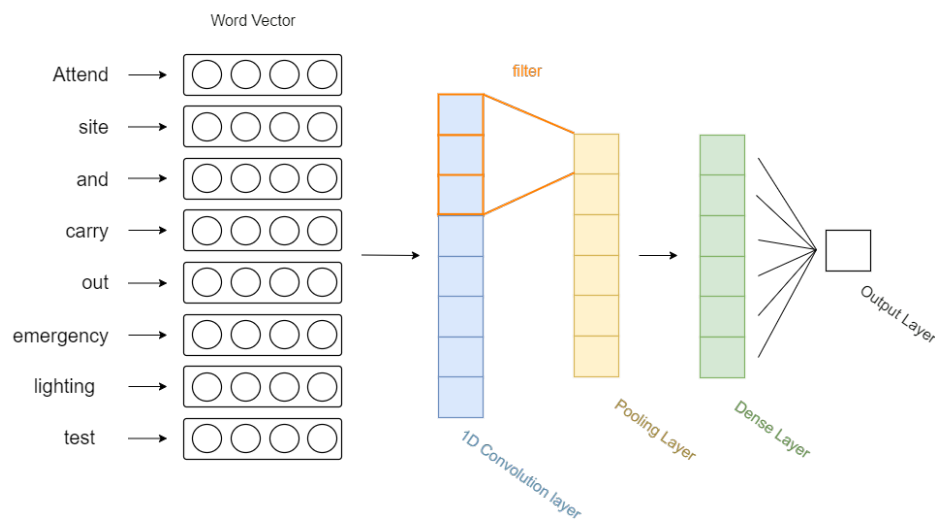 Word Vector
Attend
site
and
carry
out
emergency
lighting
test
filter
1D Convolution layer
Pooling Layer
Dense Layer
Output Layer